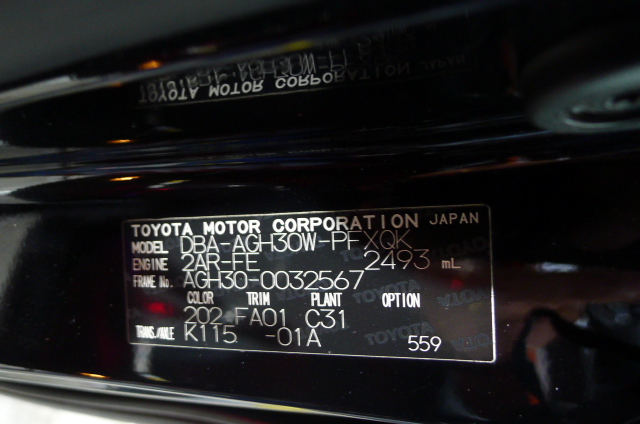 TOYOTA MOTOR CORPORATION JAPAN
MODEL DBA-AGH30W-PFXQK
ENGINE 2AR-FE 2493 mL
FRAME No. AGH30-0032567
COLOR TRIM PLANT OPTION
202 FA01 C31
TRANS./AXLE K115 -01A
559